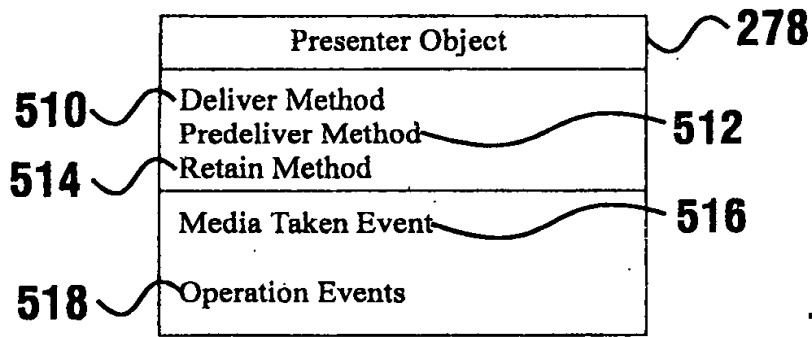 Presenter Object 278
510 Deliver Method
Predeliver Method 512
514 Retain Method
Media Taken Event 516
518 Operation Events